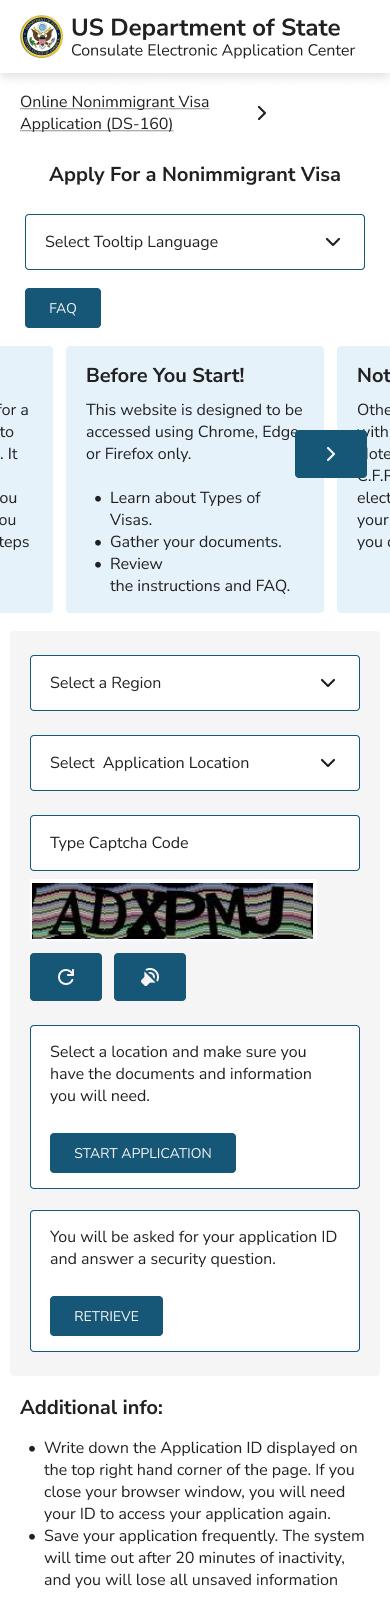 US Department of State
Consulate Electronic Application Center
Online Nonimmigrant Visa
Application (DS-160)
Apply For a Nonimmigrant Visa
Select Tooltip Language
FAQ
for a
to
. It
ou
ou
teps
Before You Start!
This website is designed to be
accessed using Chrome, Edge
or Firefox only.
• Learn about Types of
Visas.
• Gather your documents.
• Review
the instructions and FAQ.
Not
Othe
with
Note
C.F.R
elect
your
you
Select a Region
Select Application Location
Type Captcha Code
ADXPMJ
Select a location and make sure you
have the documents and information
you will need.
START APPLICATION
You will be asked for your application ID
and answer a security question.
RETRIEVE
Additional info:
• Write down the Application ID displayed on
the top right hand corner of the page. If you
close your browser window, you will need
your ID to access your application again.
• Save your application frequently. The system
will time out after 20 minutes of inactivity,
and you will lose all unsaved information